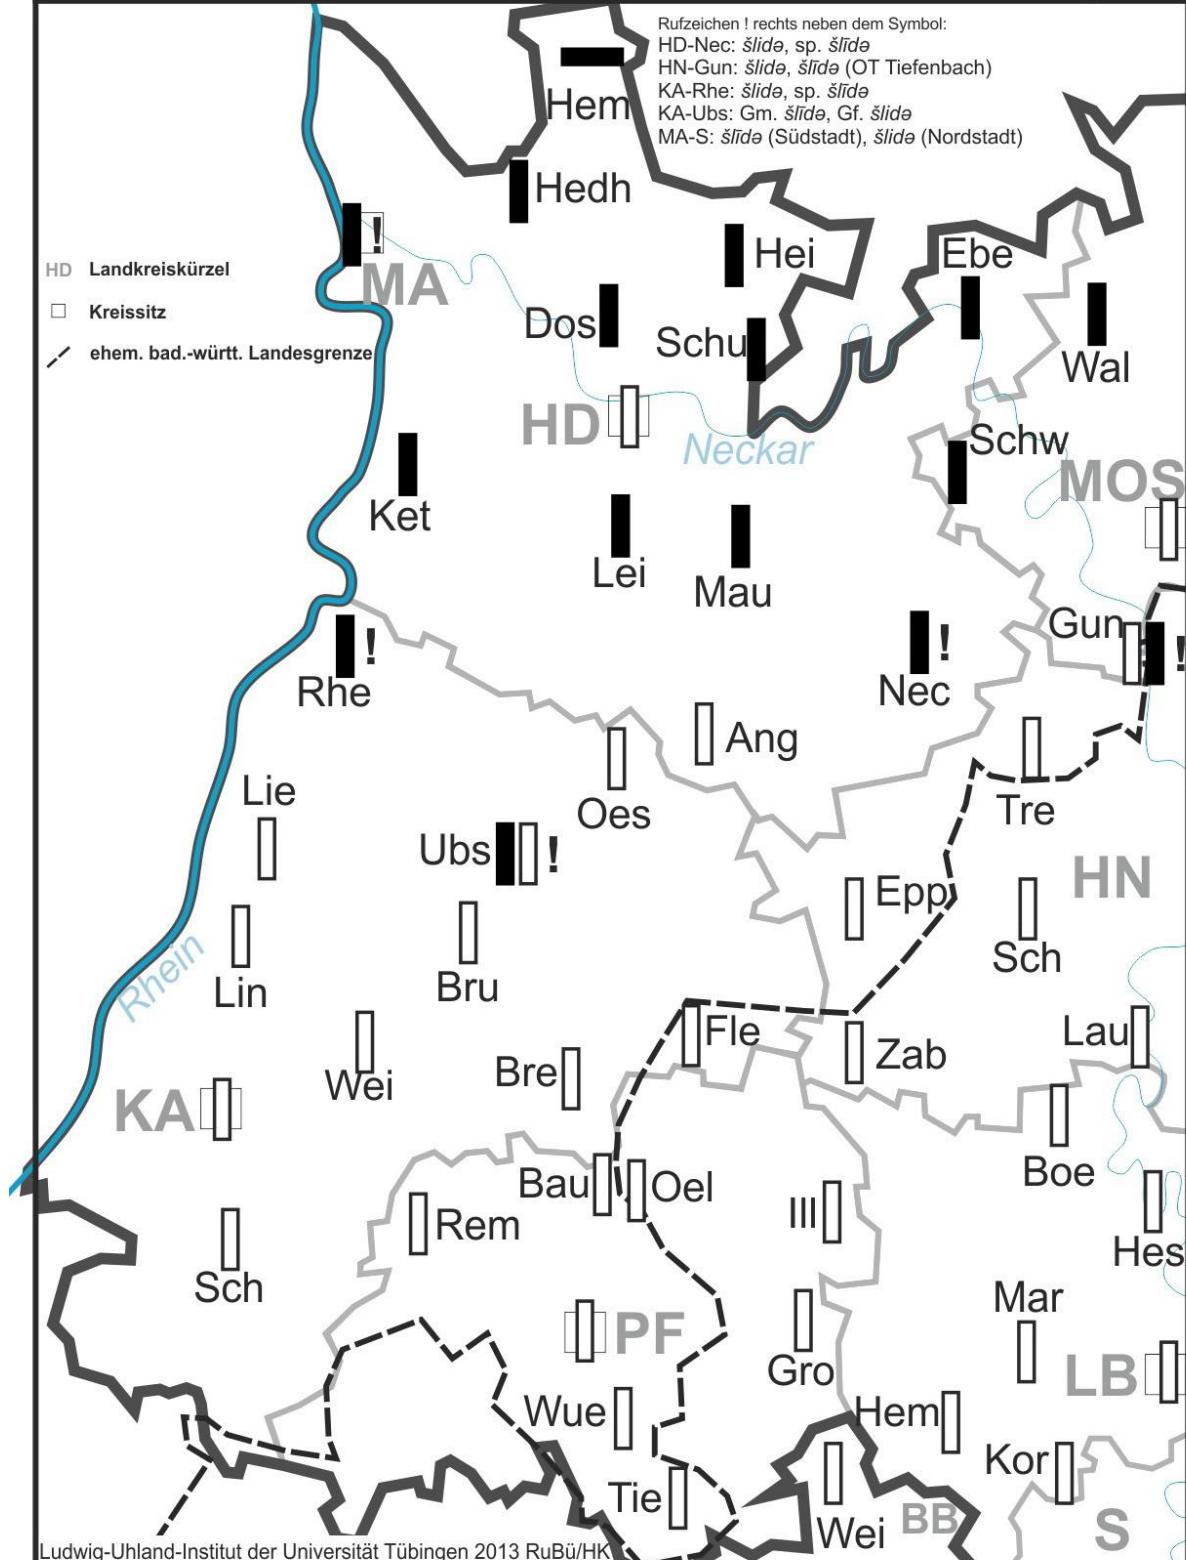 Rufzeichen ! rechts neben dem Symbol:
HD-Nec: šlidə, sp. šlīdə
HN-Gun: šlidə, šlīdə (OT Tiefenbach)
KA-Rhe: šlidə, sp. šlīdə
KA-Ubs: Gm. šlīdə, Gf. šlidə
MA-S: šlīdə (Südstadt), šlidə (Nordstadt)
Hem
Hedh
!
MA
Hei
Ebe
HD Landkreiskürzel
Kreissitz
ehem. bad.-württ. Landesgrenze
Dos
Schu
Wal
HD
Neckar
Schw
MOS
Ket
Lei
Mau
Gun
!
Rhe
!
Nec
!
Ang
Oes
Tre
Lie
Ubs
!
HN
Epp
Sch
Rhein
Lin
Bru
Fle
Lau
Zab
Wei
Bre
KA
Boe
Bau
Oel
Rem
Ill
Hes
Sch
Mar
PF
Gro
LB
Wue
Hem
Kor
Tie
Wei
BB
S
Ludwig-Uhland-Institut der Universität Tübingen 2013 RuBü/HK